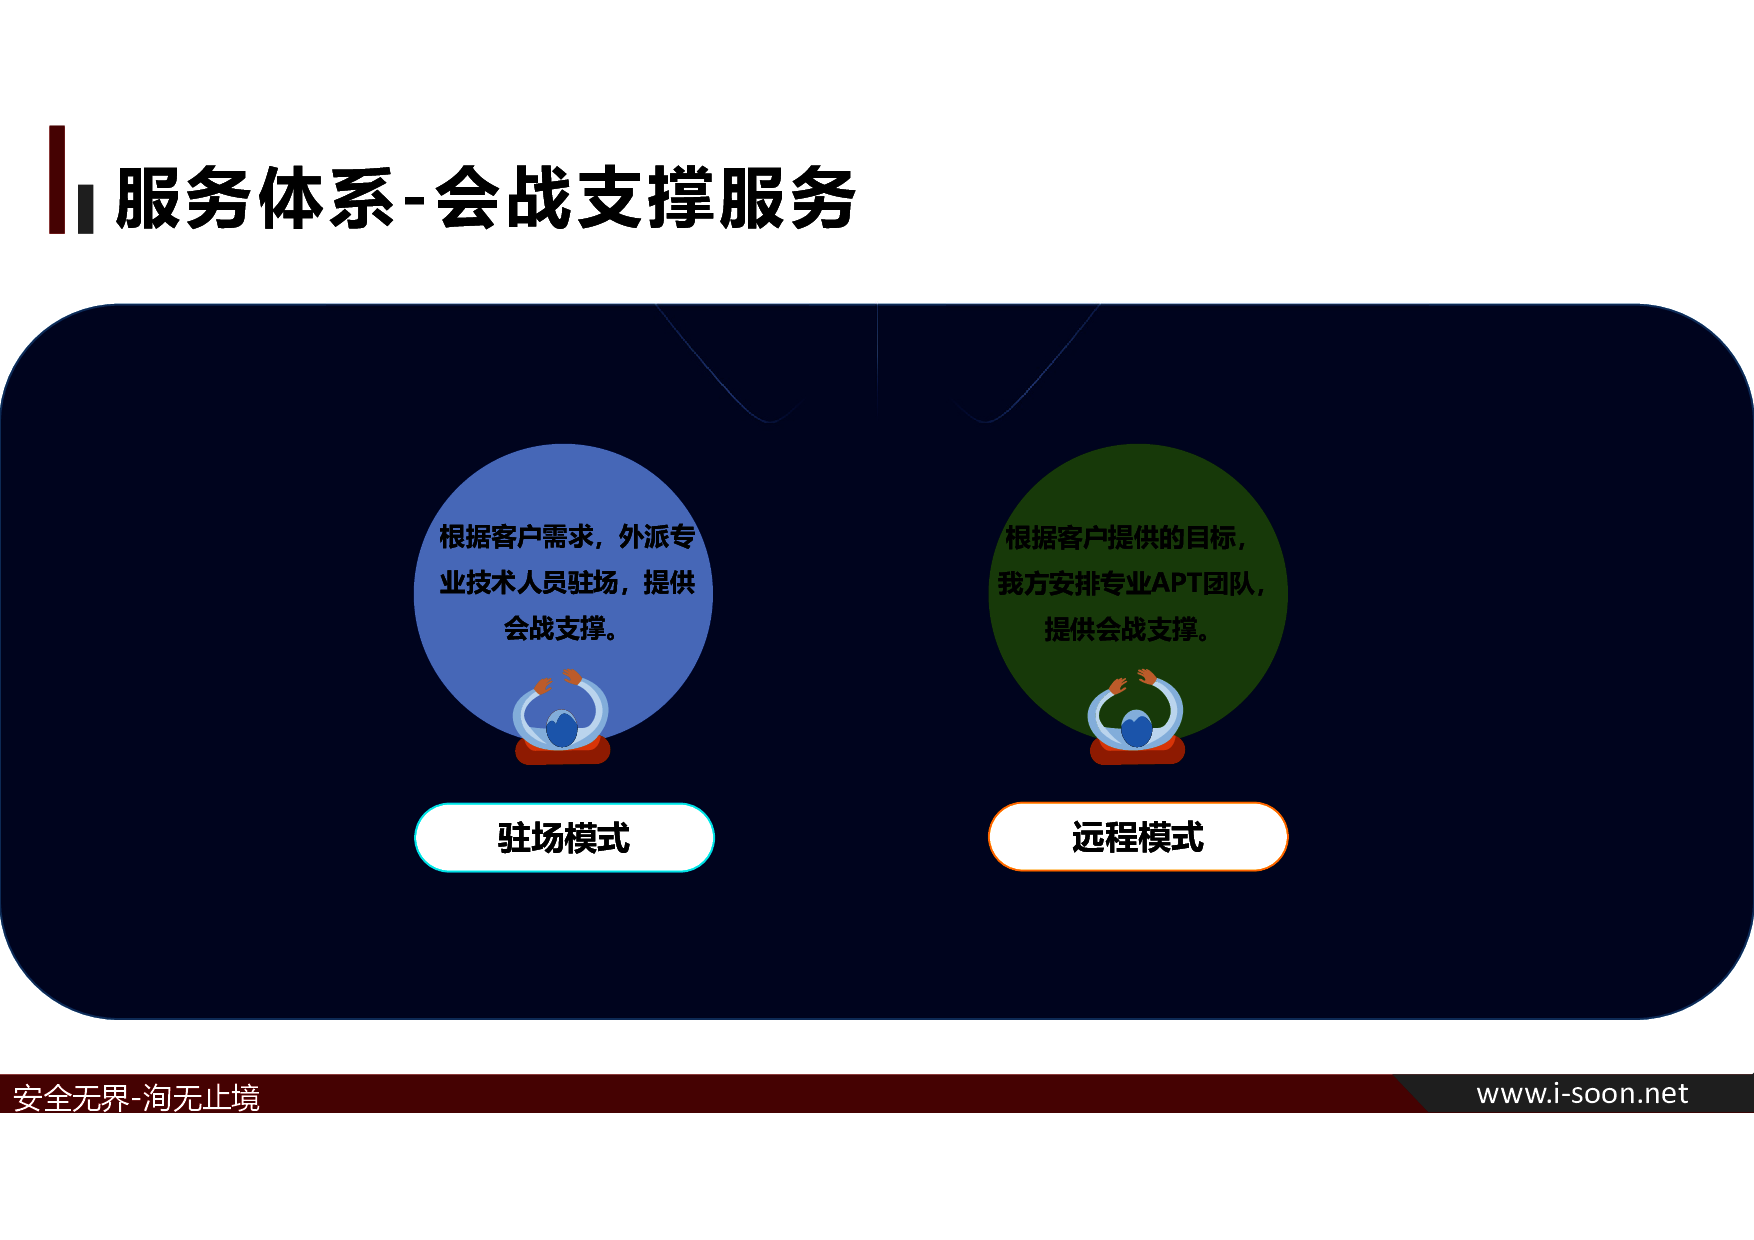 服务体系-会战支撑服务
根据客户需求，外派专
业技术人员驻场，提供
会战支撑。
根据客户提供的目标，
我方安排专业APT团队，
提供会战支撑。
驻场模式
远程模式
安全无界-洵无止境
www.i-soon.net